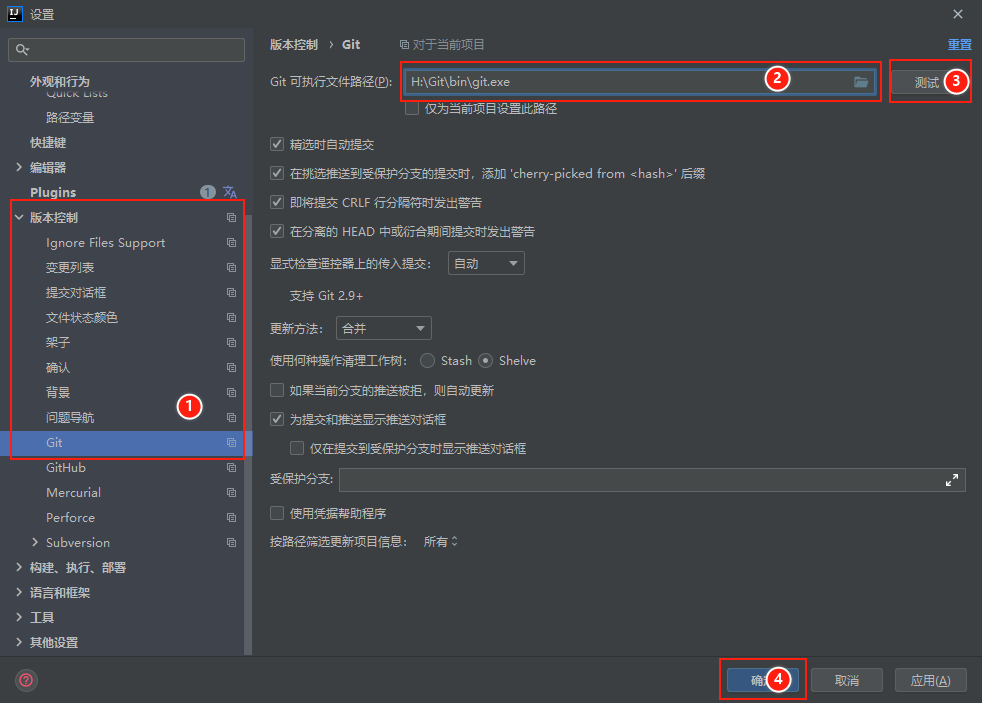 IJ 设置
外观和行为
Quick Lists
路径变量
快捷键
编辑器
Plugins 1
版本控制
Ignore Files Support
变更列表
提交对话框
文件状态颜色
架子
确认
背景
1
问题导航
Git
GitHub
Mercurial
Perforce
Subversion
构建、执行、部署
语言和框架
工具
其他设置
版本控制 › Git 对于当前项目 重置
Git 可执行文件路径(P): H:\Git\bin\git.exe 2 测试 3
仅为当前项目设置此路径
精选时自动提交
在挑选推送到受保护分支的提交时，添加 'cherry-picked from <hash>' 后缀
即将提交 CRLF 行分隔符时发出警告
在分离的 HEAD 中或衍合期间提交时发出警告
显式检查遥控器上的传入提交： 自动
支持 Git 2.9+
更新方法： 合并
使用何种操作清理工作树： Stash Shelve
如果当前分支的推送被拒，则自动更新
为提交和推送显示推送对话框
仅在提交到受保护分支时显示推送对话框
受保护分支:
使用凭据帮助程序
按路径筛选更新项目信息： 所有
? 确 4 取消 应用(A)